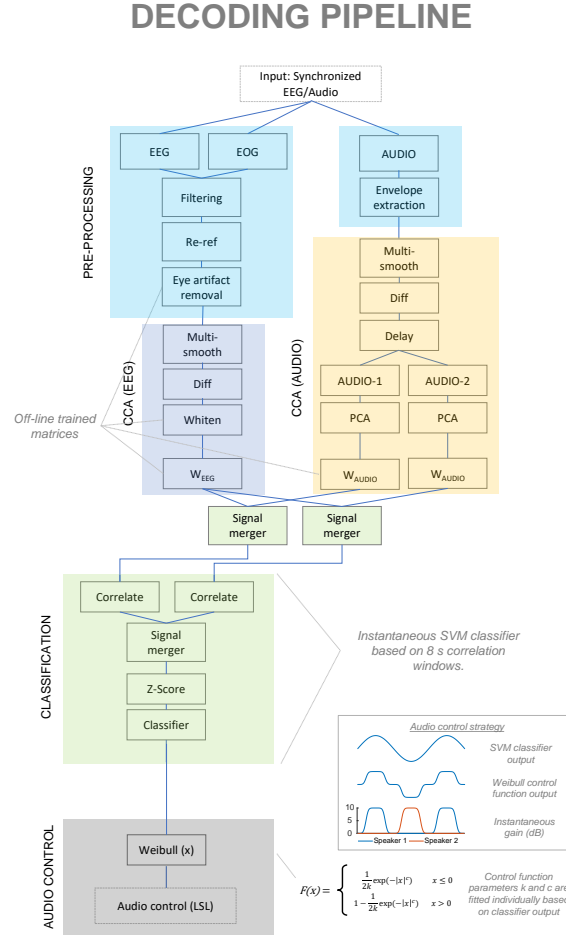 DECODING PIPELINE
Input: Synchronized
EEG/Audio
PRE-PROCESSING
EEG
EOG
AUDIO
Filtering
Envelope
extraction
Re-ref
Eye artifact
removal
CCA (EEG)
Multi-
smooth
Diff
Whiten
W_EEG
CCA (AUDIO)
Multi-
smooth
Diff
Delay
AUDIO-1
AUDIO-2
PCA
PCA
W_AUDIO
W_AUDIO
Off-line trained
matrices
Signal
merger
Signal
merger
CLASSIFICATION
Correlate
Correlate
Signal
merger
Z-Score
Classifier
Instantaneous SVM classifier
based on 8 s correlation
windows.
Audio control strategy
SVM classifier
output
Weibull control
function output
10
5
0
Instantaneous
gain (dB)
Speaker 1
Speaker 2
AUDIO CONTROL
Weibull (x)
Audio control (LSL)
F(x) = { 1/2k exp(-|x|^c) x ≤ 0
1 - 1/2k exp(-|x|^c) x > 0
Control function
parameters k and c are
fitted individually based
on classifier output